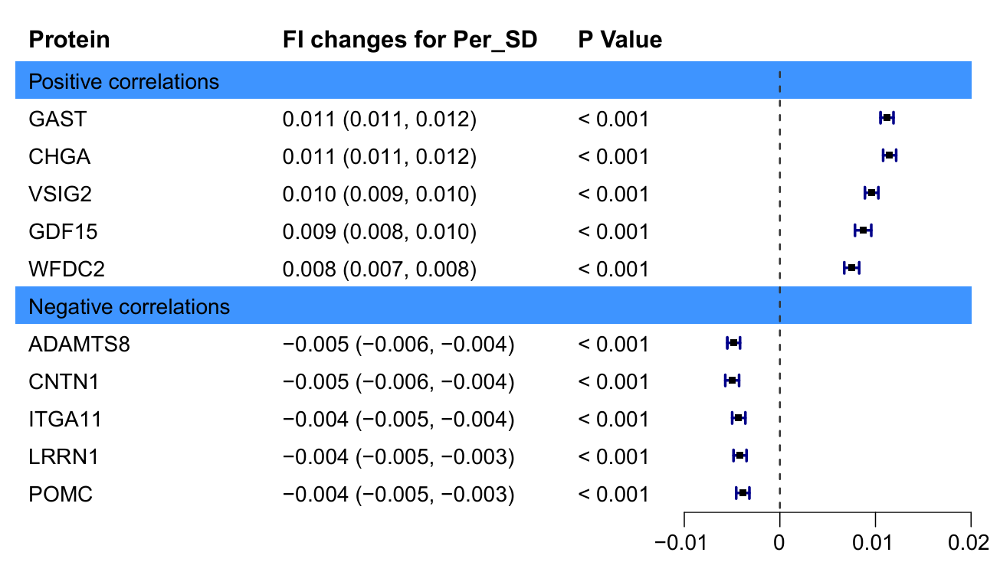 Protein FI changes for Per_SD P Value
Positive correlations
GAST 0.011 (0.011, 0.012) < 0.001
CHGA 0.011 (0.011, 0.012) < 0.001
VSIG2 0.010 (0.009, 0.010) < 0.001
GDF15 0.009 (0.008, 0.010) < 0.001
WFDC2 0.008 (0.007, 0.008) < 0.001
Negative correlations
ADAMTS8 −0.005 (−0.006, −0.004) < 0.001
CNTN1 −0.005 (−0.006, −0.004) < 0.001
ITGA11 −0.004 (−0.005, −0.004) < 0.001
LRRN1 −0.004 (−0.005, −0.003) < 0.001
POMC −0.004 (−0.005, −0.003) < 0.001
−0.01 0 0.01 0.02